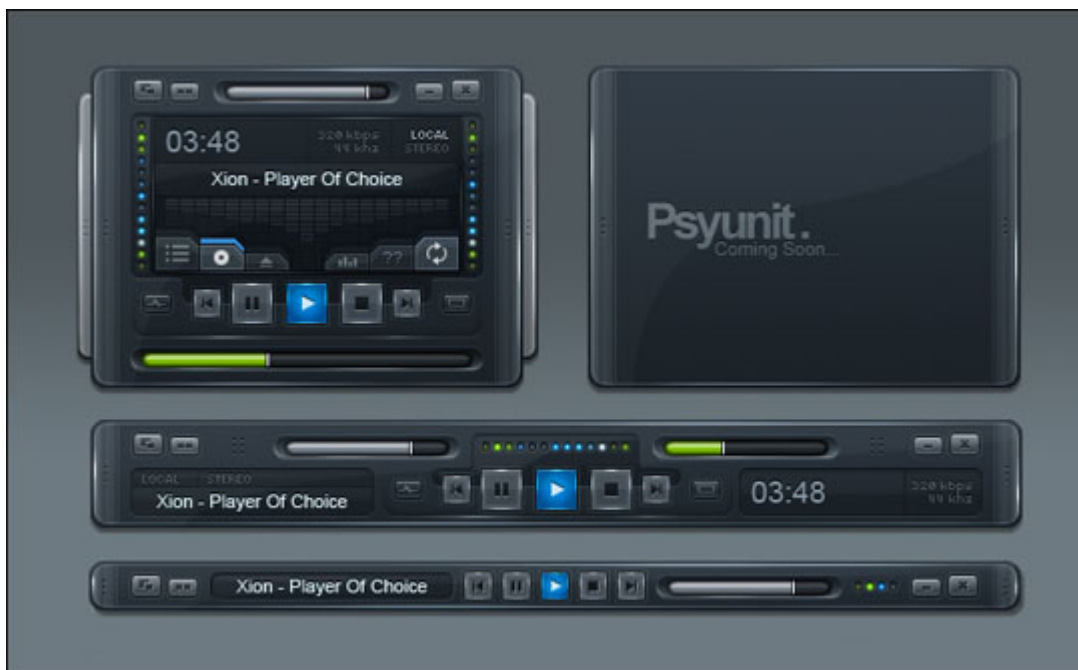 03:48
320 kbps
44 khz
LOCAL
STEREO
Xion - Player Of Choice
??
Psyunit.
Coming Soon...
LOCAL STEREO
Xion - Player Of Choice
03:48
320 kbps
44 khz
Xion - Player Of Choice